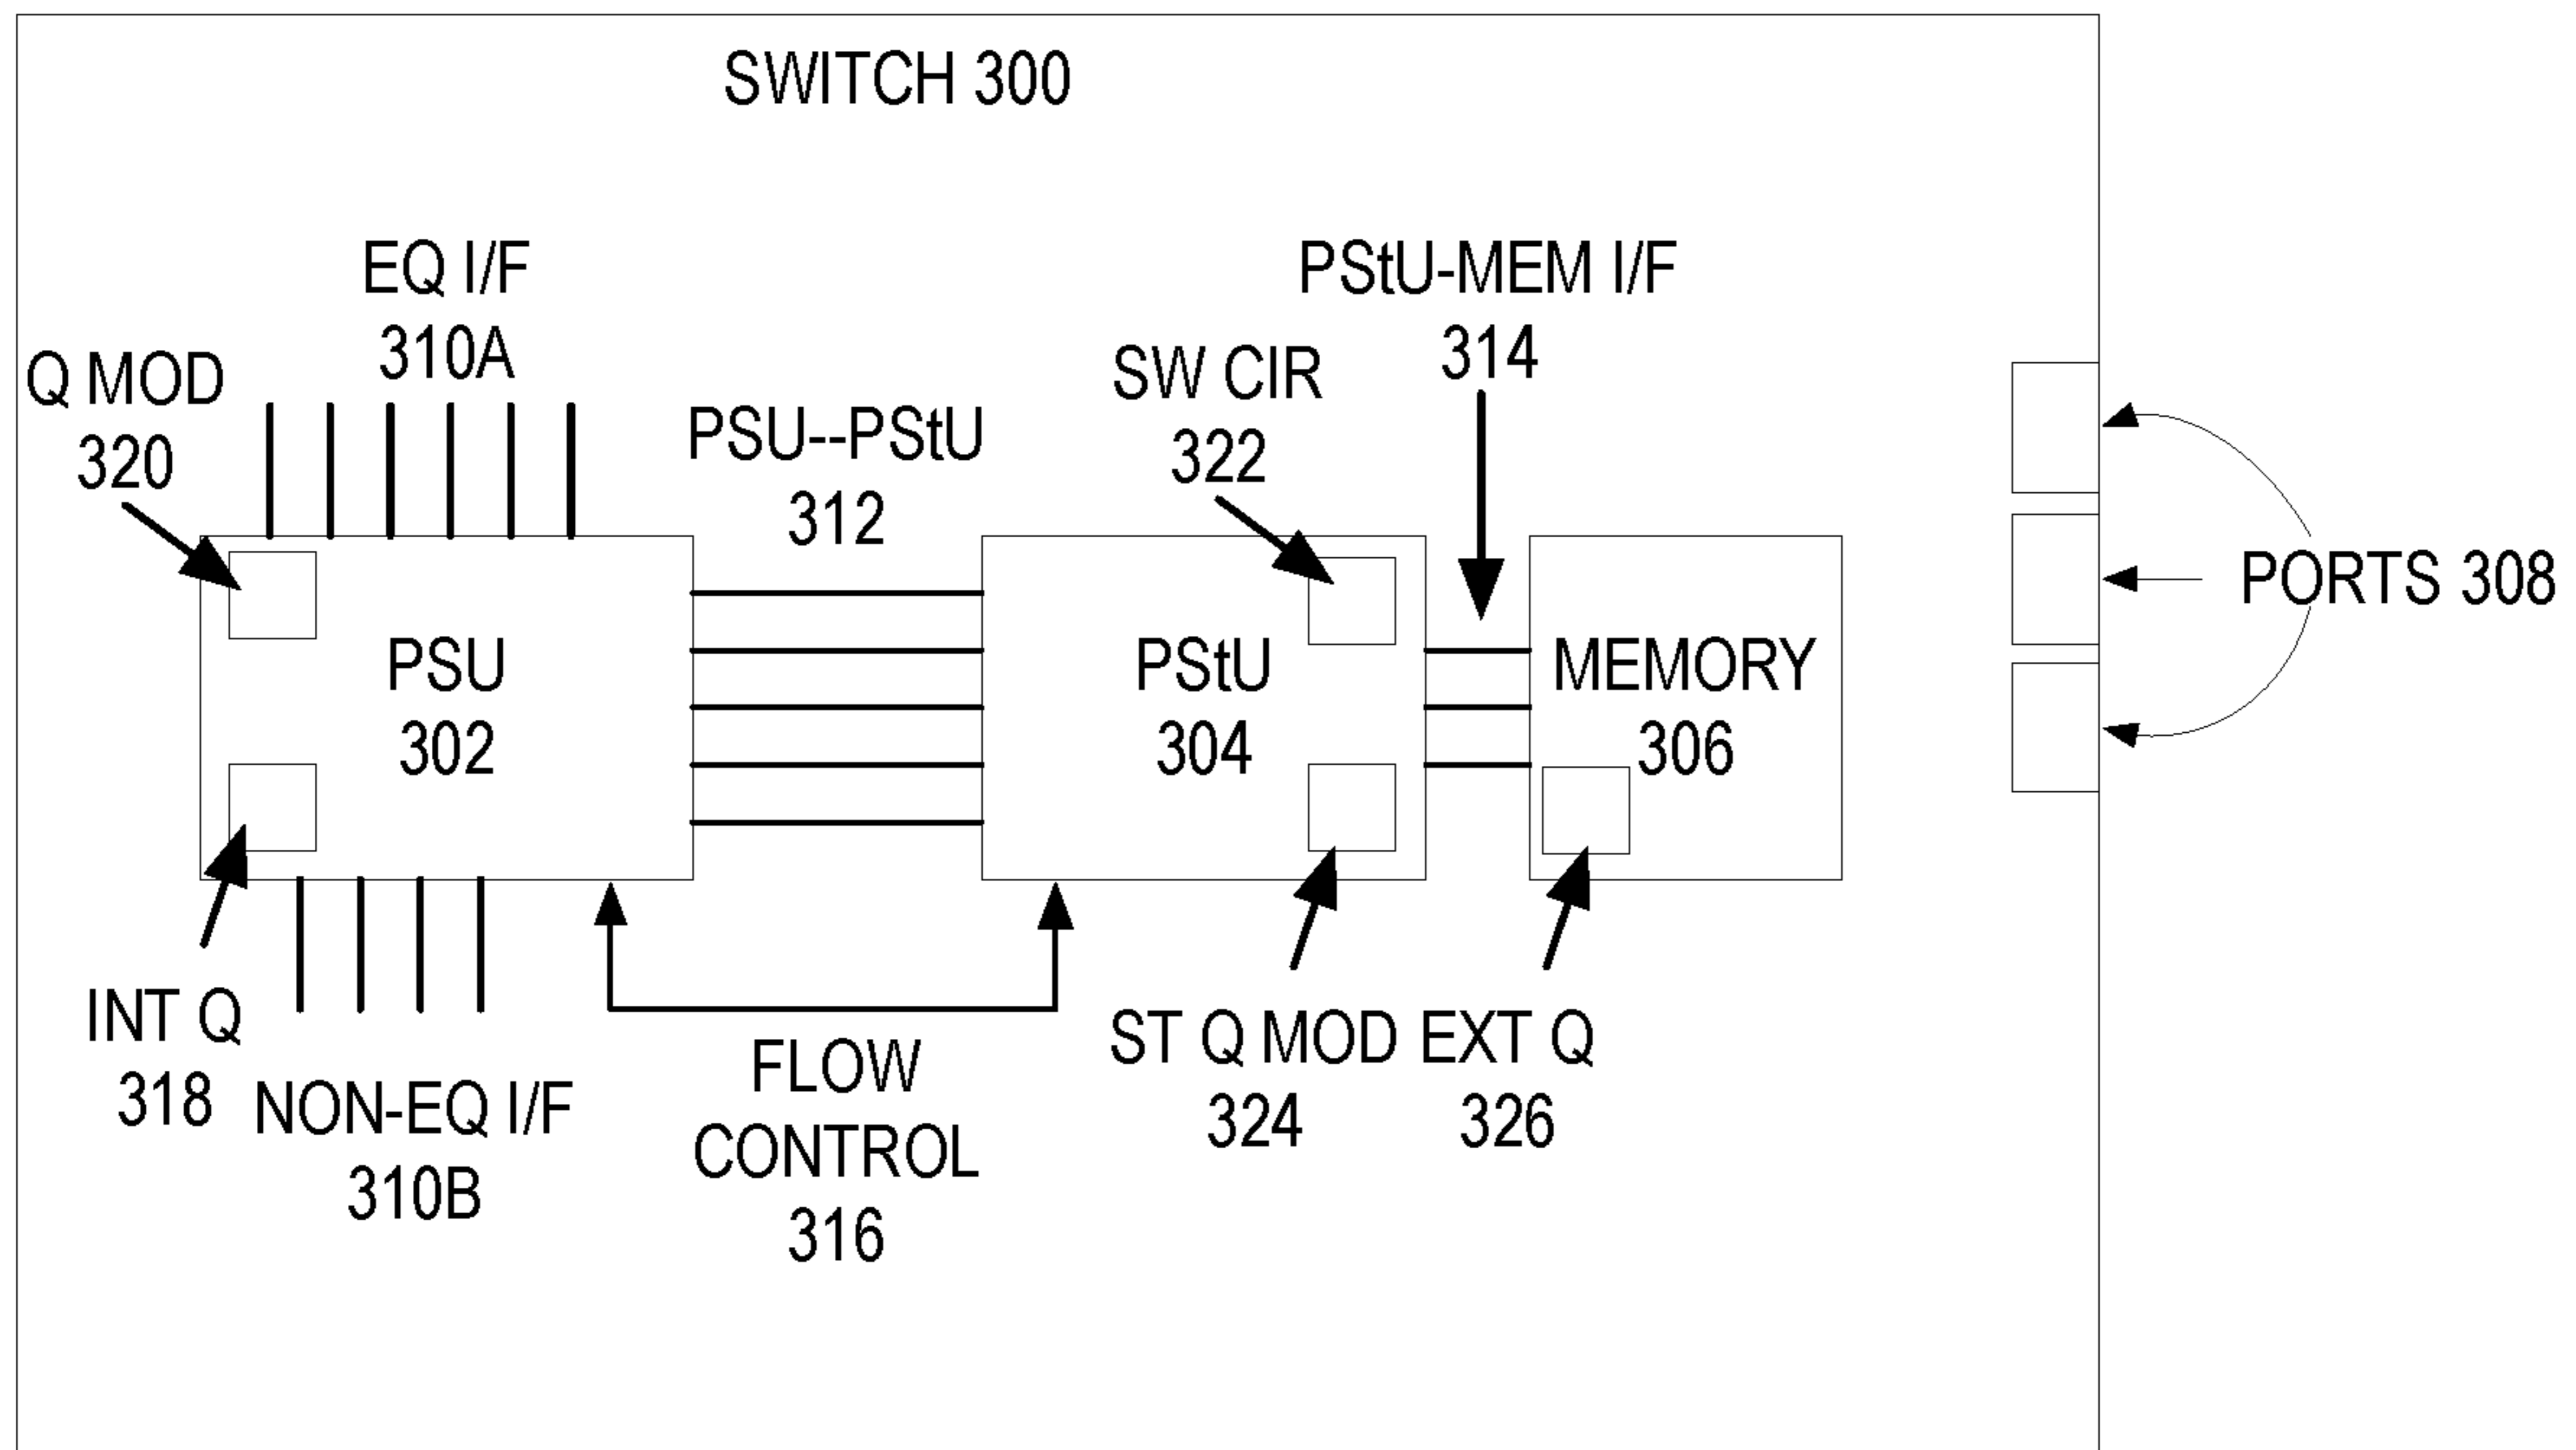 SWITCH 300
EQ I/F
310A
Q MOD
320
PSU--PStU
312
SW CIR
322
PStU-MEM I/F
314
PSU
302
PStU
304
MEMORY
306
PORTS 308
INT Q
318
NON-EQ I/F
310B
FLOW
CONTROL
316
ST Q MOD
324
EXT Q
326